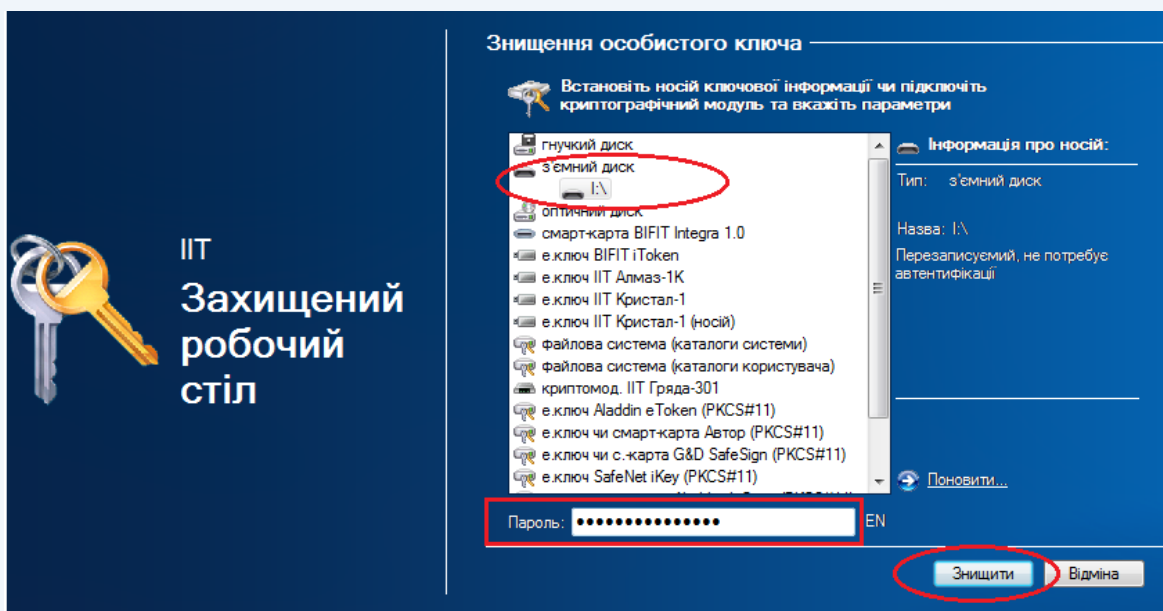 Знищення особистого ключа
Встановіть носій ключової інформації чи підключіть
криптографічний модуль та вкажіть параметри
гнучкий диск
з'ємний диск
I:\
оптичний диск
смарт-карта BIFIT Integra 1.0
е.ключ BIFIT iToken
е.ключ ІІТ Алмаз-1К
е.ключ ІІТ Кристал-1
е.ключ ІІТ Кристал-1 (носій)
файлова система (каталоги системи)
файлова система (каталоги користувача)
криптомод. ІІТ Гряда-301
е.ключ Aladdin eToken (PKCS#11)
е.ключ чи смарт-карта Автор (PKCS#11)
е.ключ чи с.-карта G&D SafeSign (PKCS#11)
е.ключ SafeNet iKey (PKCS#11)
Інформація про носій:
Тип: з'ємний диск
Назва: I:\
Перезаписуємий, не потребує
автентифікації
Поновити...
ІІТ
Захищений
робочий
стіл
Пароль: ●●●●●●●●●●●●●●● EN
Знищити Відміна